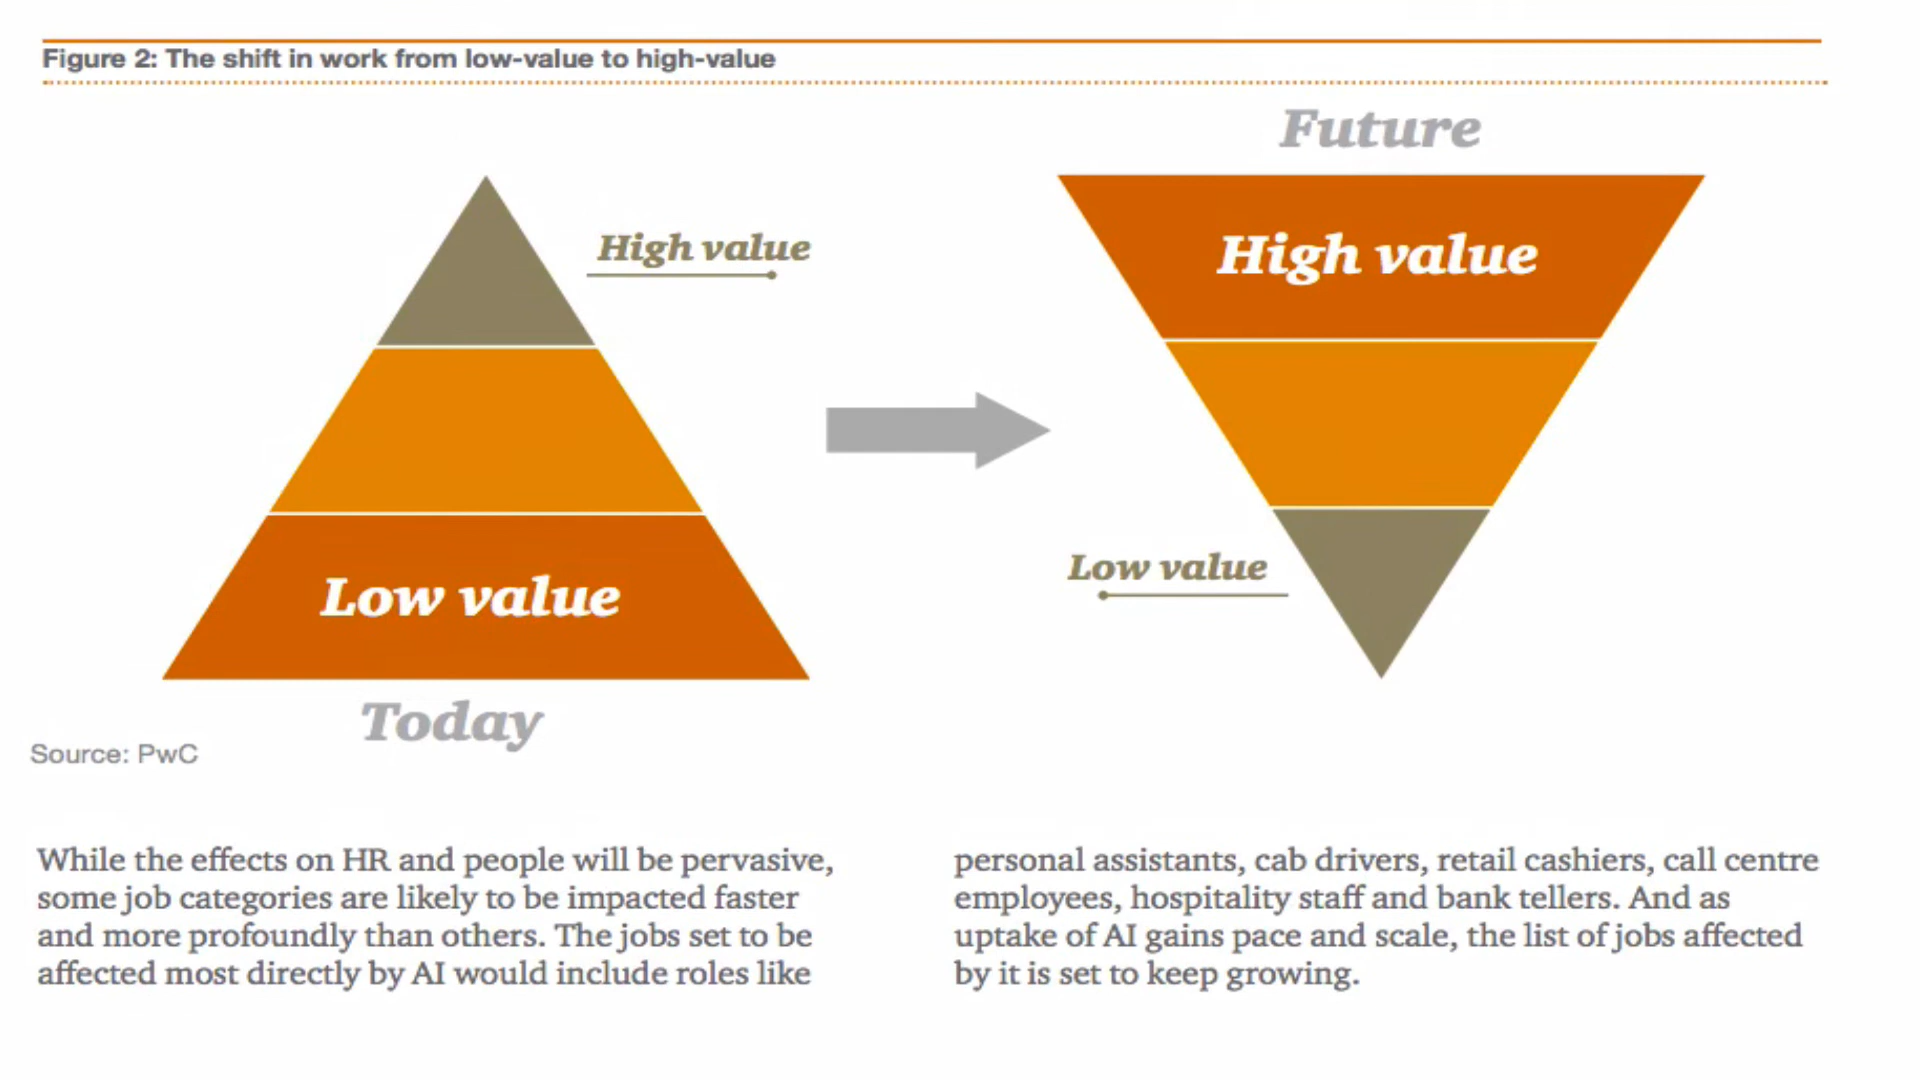 Figure 2: The shift in work from low-value to high-value
Future
High value
High value
Low value
Low value
Today
Source: PwC
While the effects on HR and people will be pervasive,
some job categories are likely to be impacted faster
and more profoundly than others. The jobs set to be
affected most directly by AI would include roles like
personal assistants, cab drivers, retail cashiers, call centre
employees, hospitality staff and bank tellers. And as
uptake of AI gains pace and scale, the list of jobs affected
by it is set to keep growing.